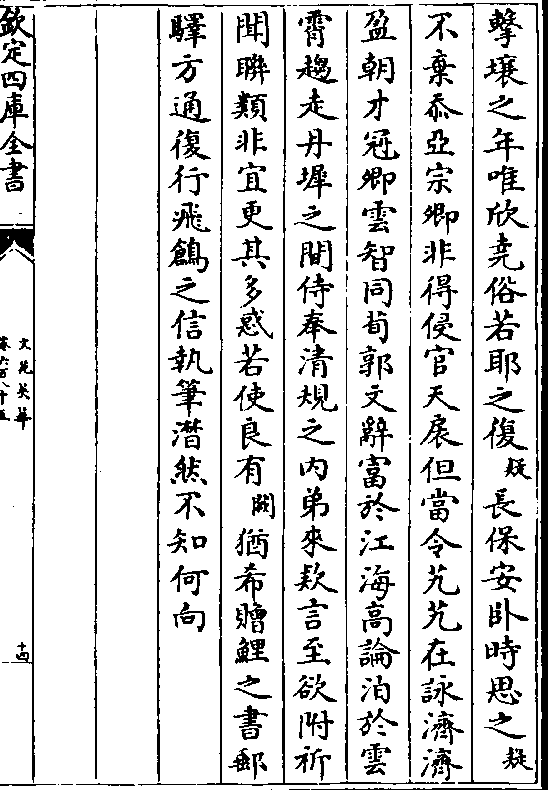 擊壤之年唯欣堯俗若耶之復疑長保安卧時思之疑
不棄忝亞宗卿非得侵官天展但當令艽艽在詠濟濟
盈朝才冠卿雲智同荀郭文辭富於江海高論泊於雲
霄趨走丹墀之間侍奉清規之内弟來欵言至欲附祈
聞聯類非宜更其多惑若使良有闕猶希贈鯉之書郵
驛方通復行飛鷁之信執筆潸然不知何向
欽定四庫全書
文苑英華
卷六百八十五
十四